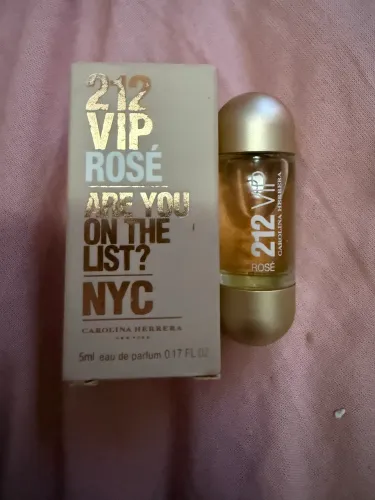 212
VIP
ROSÉ
ARE YOU
ON THE
LIST?
NYC
CAROLINA HERRERA
NEW YORK
5ml eau de parfum 0.17 FL OZ
212 VIP
ROSÉ
CAROLINA HERRERA